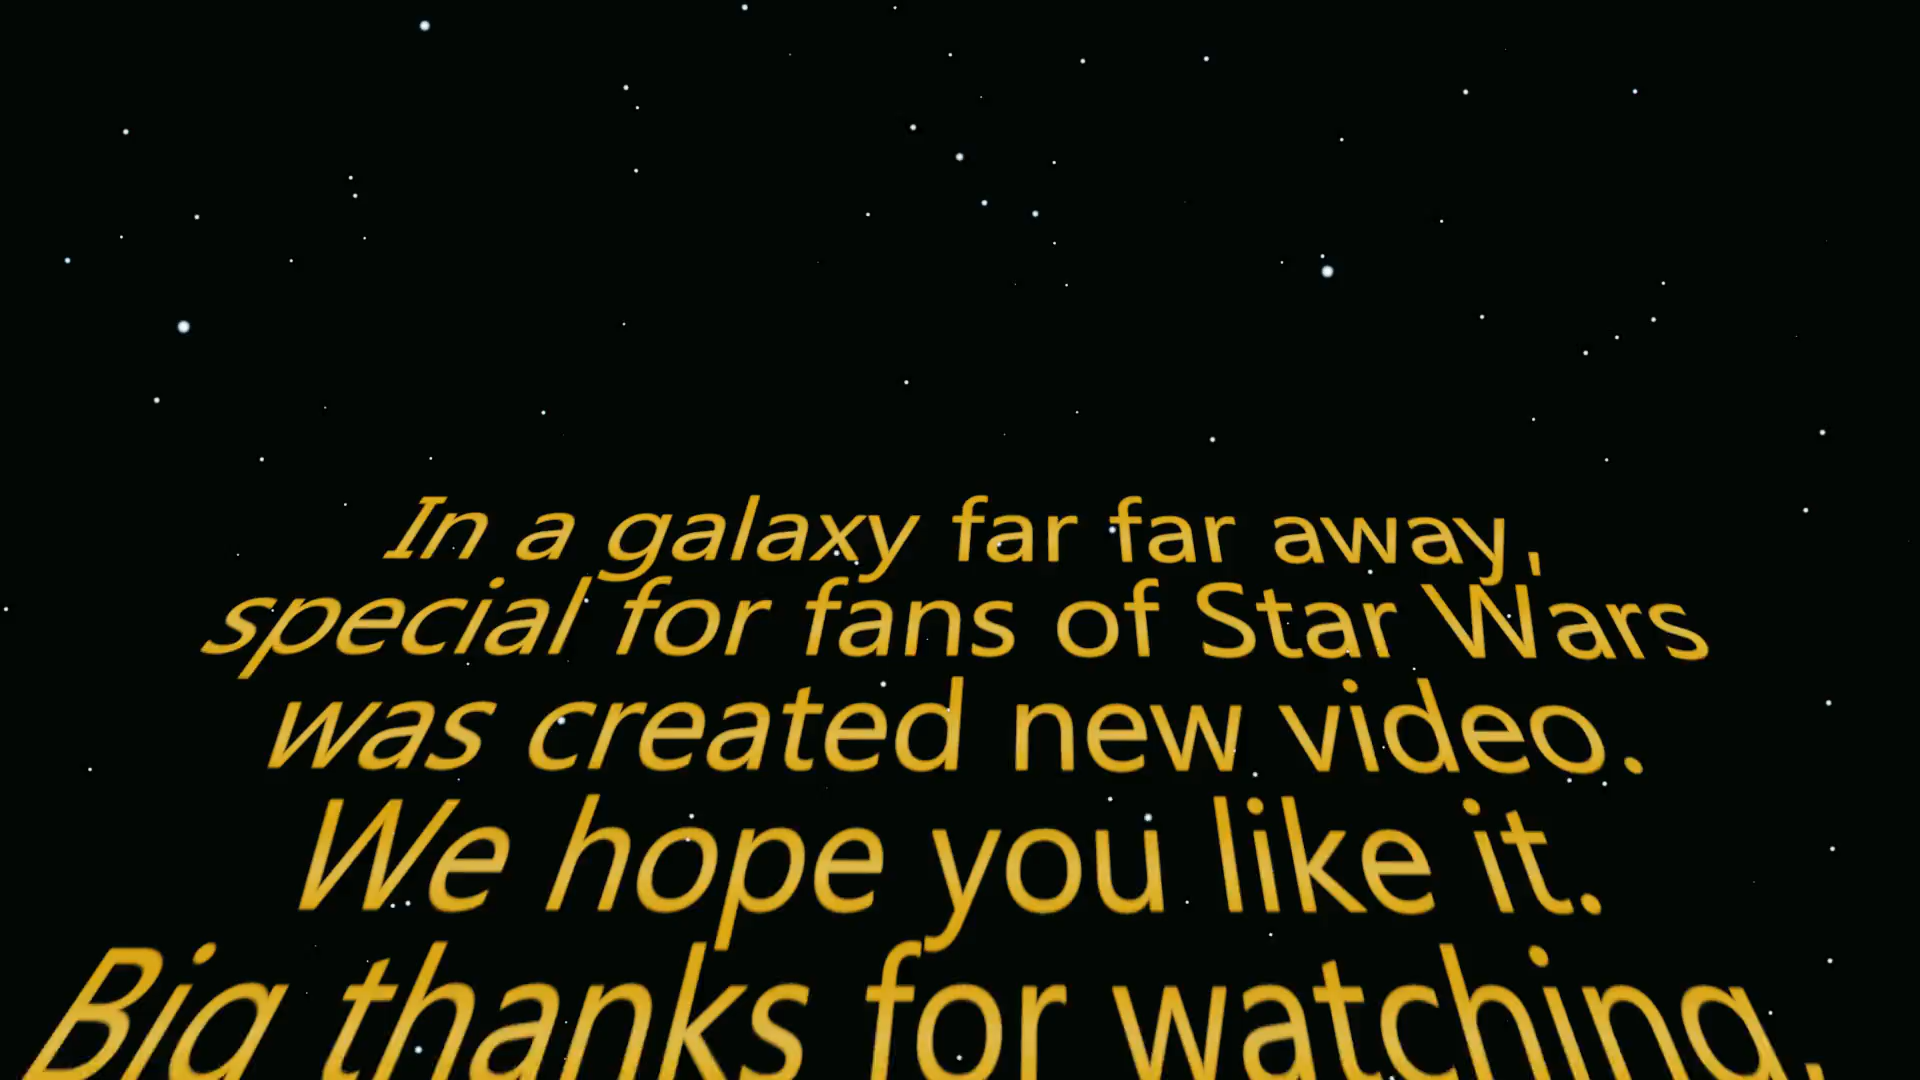 In a galaxy far far away,
special for fans of Star Wars
was created new video.
We hope you like it.
Big thanks for watching.